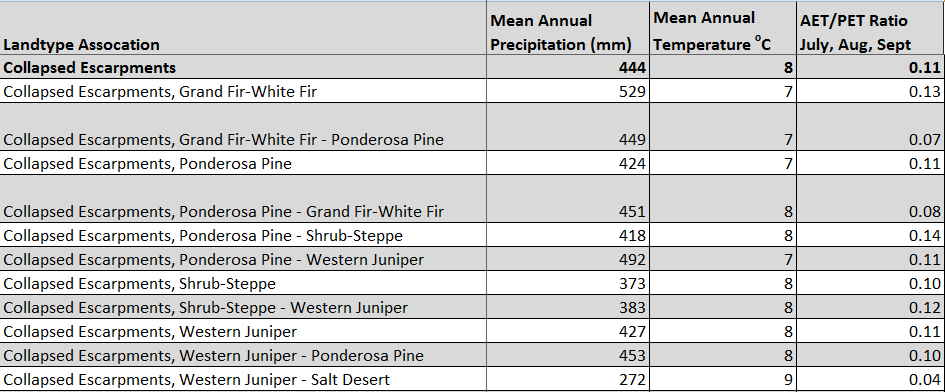 Landtype Assocation Mean Annual Precipitation (mm) Mean Annual Temperature °C AET/PET Ratio July, Aug, Sept
Collapsed Escarpments 444 8 0.11
Collapsed Escarpments, Grand Fir-White Fir 529 7 0.13
Collapsed Escarpments, Grand Fir-White Fir - Ponderosa Pine 449 7 0.07
Collapsed Escarpments, Ponderosa Pine 424 7 0.11
Collapsed Escarpments, Ponderosa Pine - Grand Fir-White Fir 451 8 0.08
Collapsed Escarpments, Ponderosa Pine - Shrub-Steppe 418 8 0.14
Collapsed Escarpments, Ponderosa Pine - Western Juniper 492 7 0.11
Collapsed Escarpments, Shrub-Steppe 373 8 0.10
Collapsed Escarpments, Shrub-Steppe - Western Juniper 383 8 0.12
Collapsed Escarpments, Western Juniper 427 8 0.11
Collapsed Escarpments, Western Juniper - Ponderosa Pine 453 8 0.10
Collapsed Escarpments, Western Juniper - Salt Desert 272 9 0.04